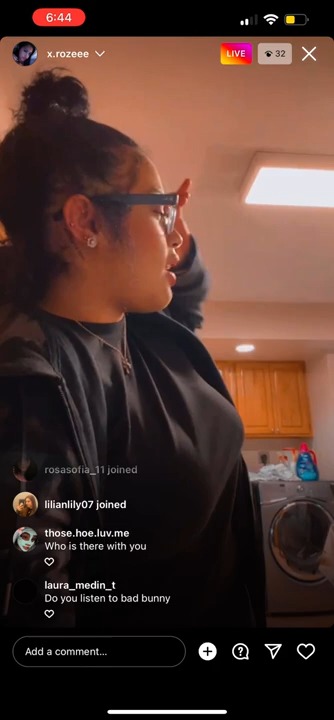 6:44
x.rozeee
LIVE
32
rosasofia_11 joined
lilianlily07 joined
those.hoe.luv.me
Who is there with you
laura_medin_t
Do you listen to bad bunny
Add a comment...